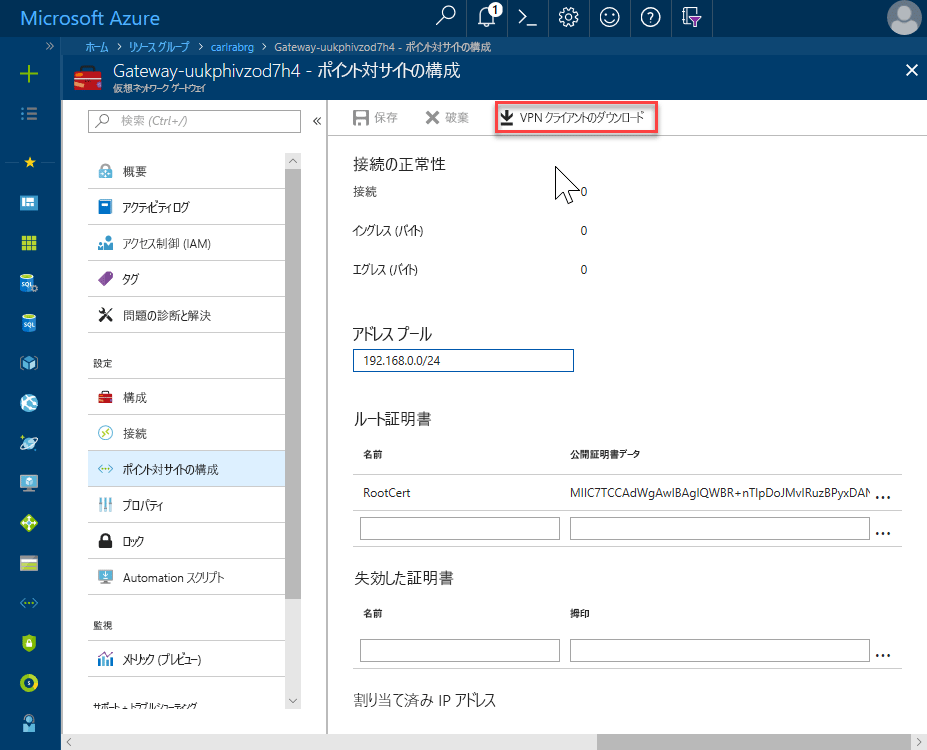 Microsoft Azure
1
ホーム > リソース グループ > carlrabrg > Gateway-uukphivzod7h4 - ポイント対サイトの構成
Gateway-uukphivzod7h4 - ポイント対サイトの構成
仮想ネットワーク ゲートウェイ
検索 (Ctrl+/)
保存
破棄
VPN クライアントのダウンロード
概要
アクティビティ ログ
アクセス制御 (IAM)
タグ
問題の診断と解決
設定
構成
接続
ポイント対サイトの構成
プロパティ
ロック
Automation スクリプト
監視
メトリック (プレビュー)
サポート + トラブルシューティング
接続の正常性
接続 0
イングレス (バイト) 0
エグレス (バイト) 0
アドレス プール
192.168.0.0/24
ルート証明書
名前 公開証明書データ
RootCert MIIC7TCCAdWgAwIBAgIQWBR+nTIpDoJMvIRuzBPyxDAN
失効した証明書
名前 拇印
割り当て済み IP アドレス